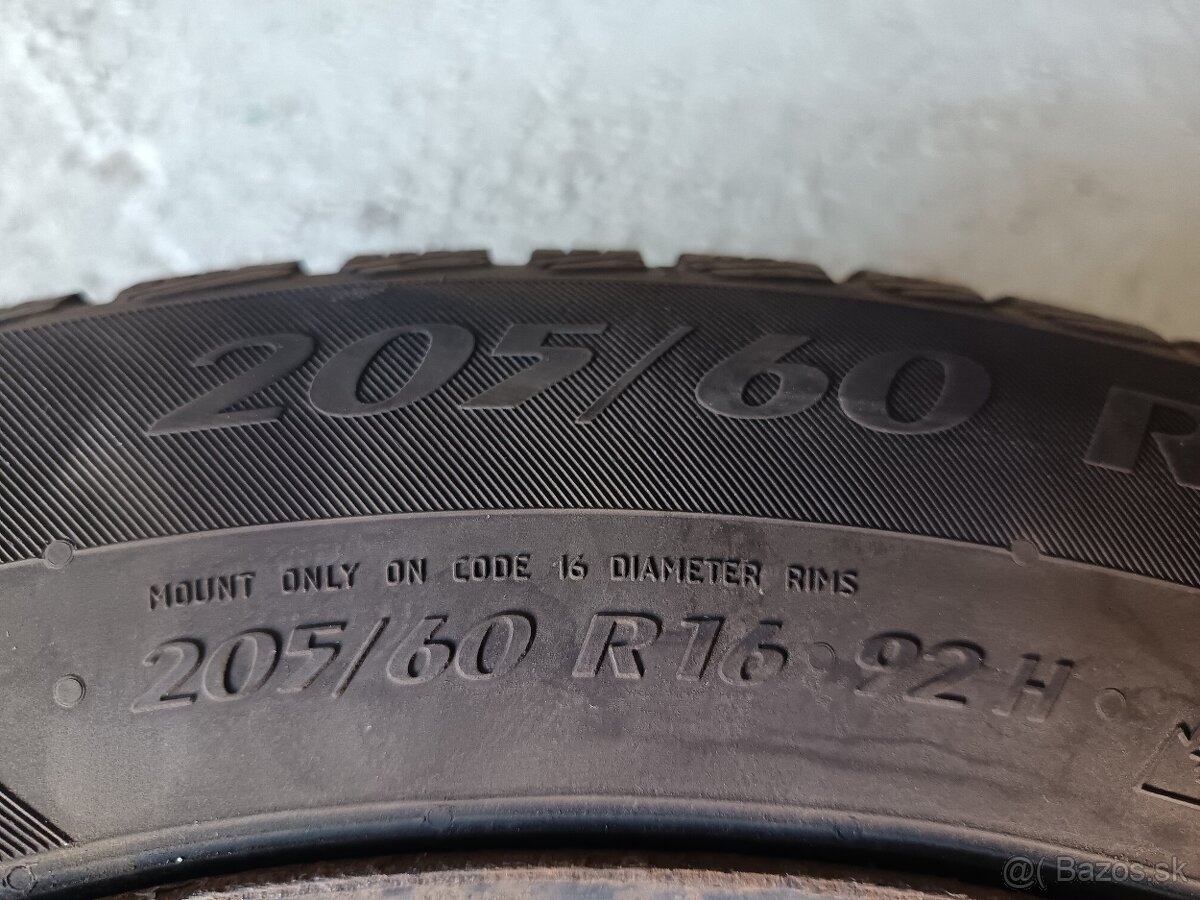 205/60 R
MOUNT ONLY ON CODE 16 DIAMETER RIMS
205/60 R16 92H
@( Bazos.sk